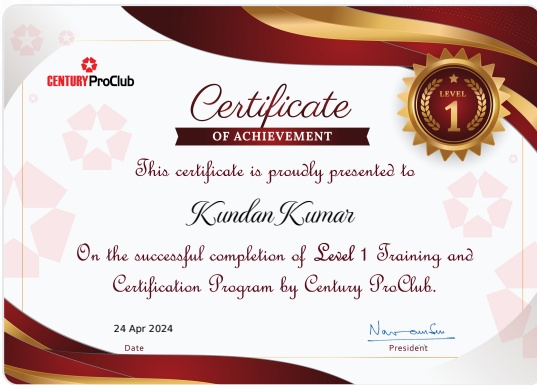 CENTURY ProClub
LEVEL
1
Certificate
OF ACHIEVEMENT
This certificate is proudly presented to
Kundan Kumar
On the successful completion of Level 1 Training and
Certification Program by Century ProClub.
24 Apr 2024
Date
President